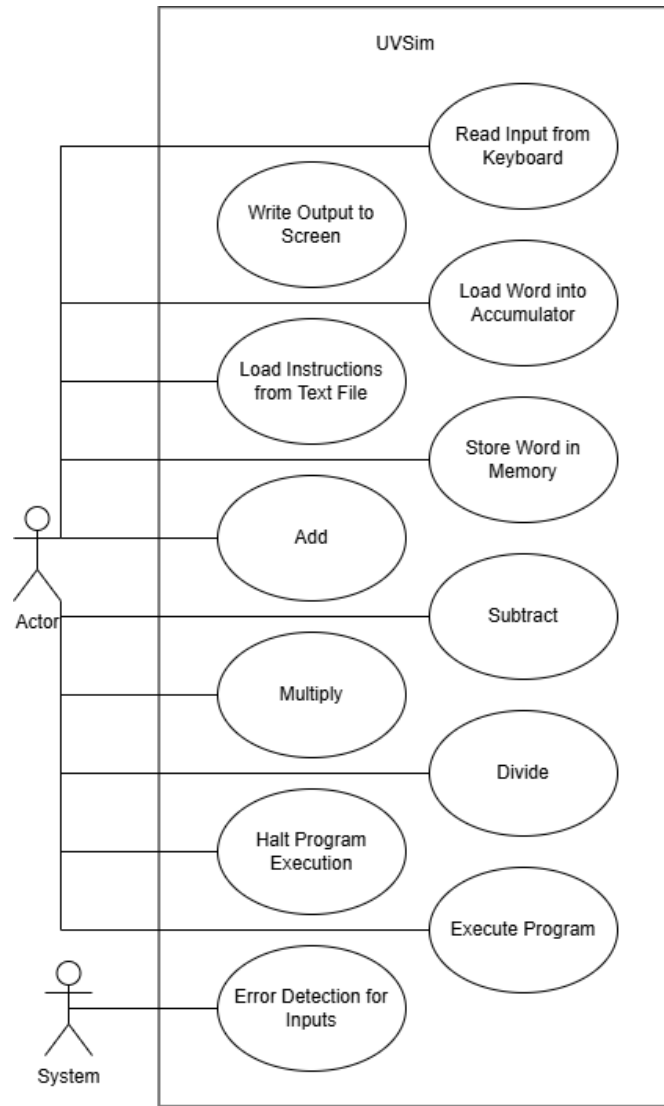 UVSim
Read Input from
Keyboard
Write Output to
Screen
Load Word into
Accumulator
Load Instructions
from Text File
Store Word in
Memory
Add
Actor
Subtract
Multiply
Divide
Halt Program
Execution
Execute Program
Error Detection for
Inputs
System